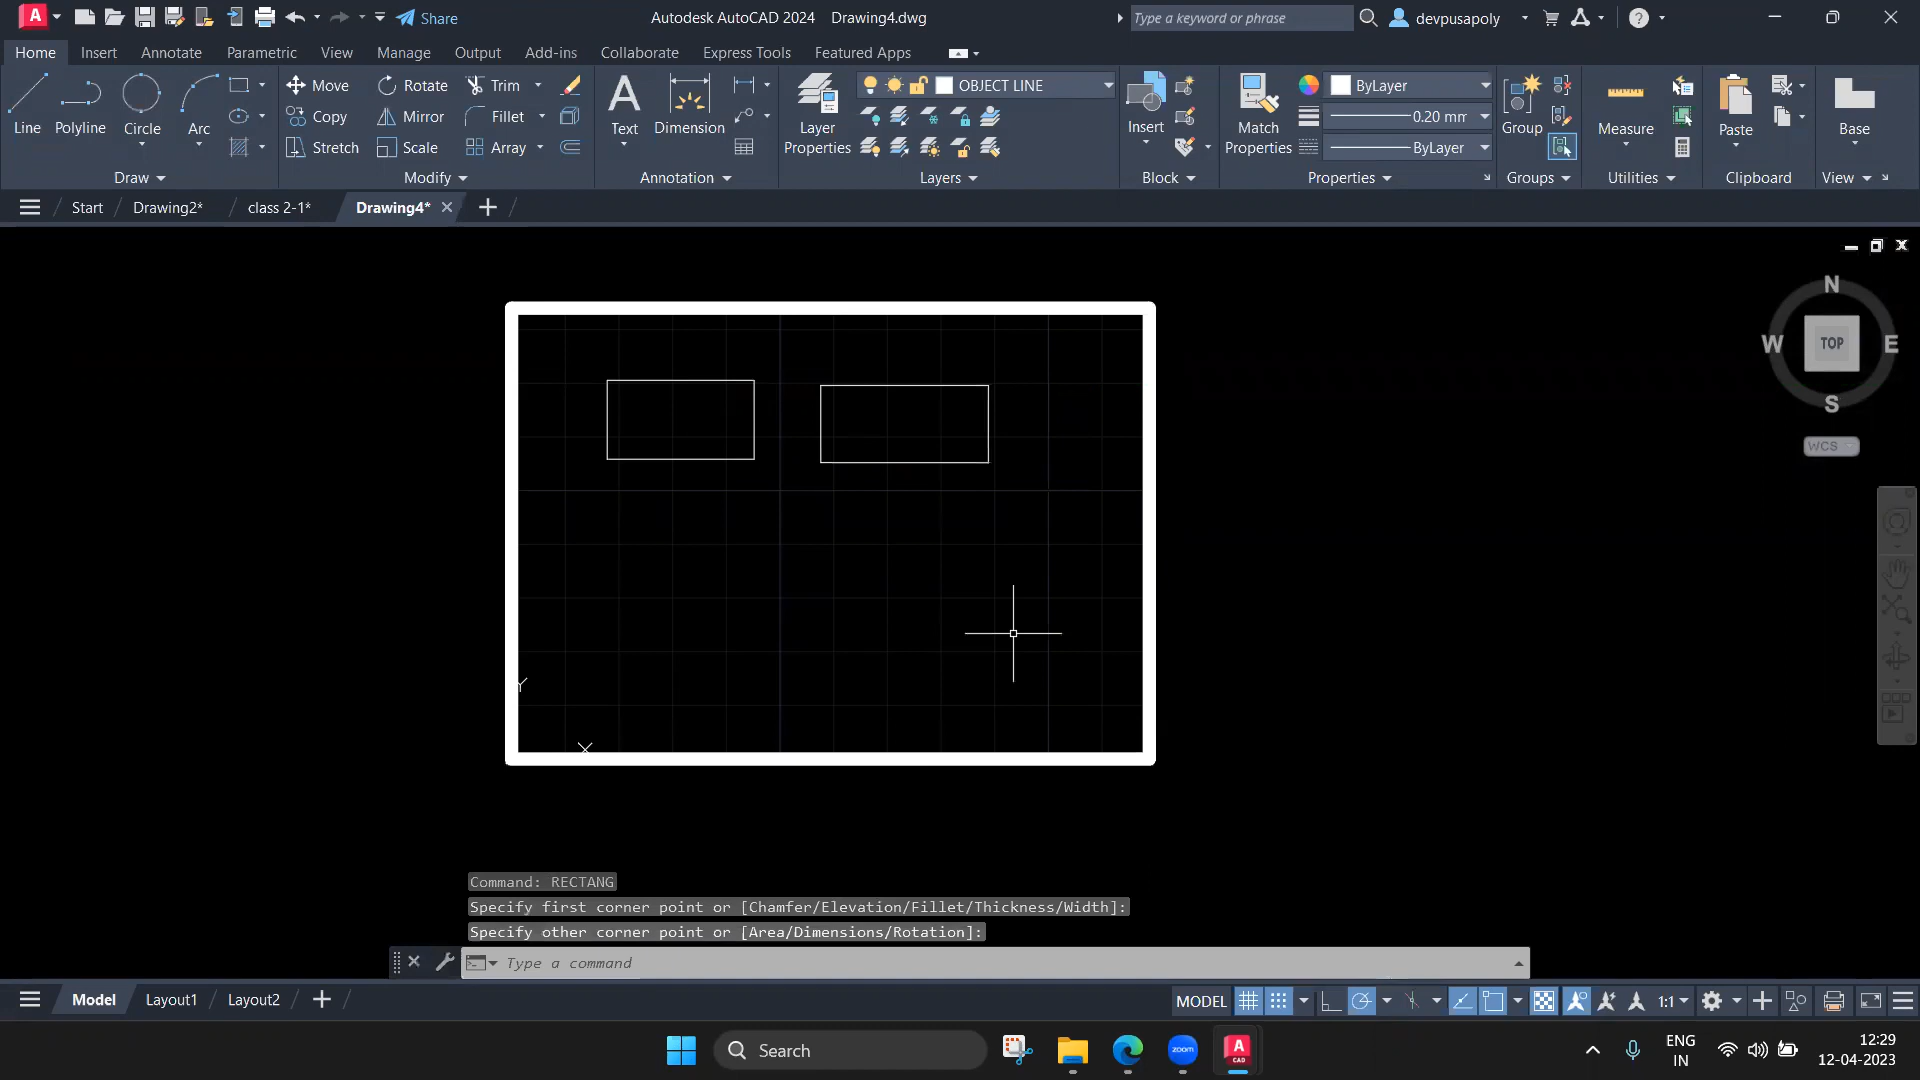 A CAD Share Autodesk AutoCAD 2024 Drawing4.dwg Type a keyword or phrase devpusapoly
Home Insert Annotate Parametric View Manage Output Add-ins Collaborate Express Tools Featured Apps
Move Rotate Trim OBJECT LINE ByLayer
Copy Mirror Fillet 0.20 mm
Line Polyline Circle Arc Text Dimension Layer Insert Match Group Measure Paste Base
Stretch Scale Array Properties Properties ByLayer
Draw Modify Annotation Layers Block Properties Groups Utilities Clipboard View
Start Drawing2* class 2-1* Drawing4*
N
W TOP E
S
WCS
Y
X
Command: RECTANG
Specify first corner point or [Chamfer/Elevation/Fillet/Thickness/Width]:
Specify other corner point or [Area/Dimensions/Rotation]:
Type a command
Model Layout1 Layout2 MODEL 1:1
Search zoom A CAD ENG 12:29
IN 12-04-2023